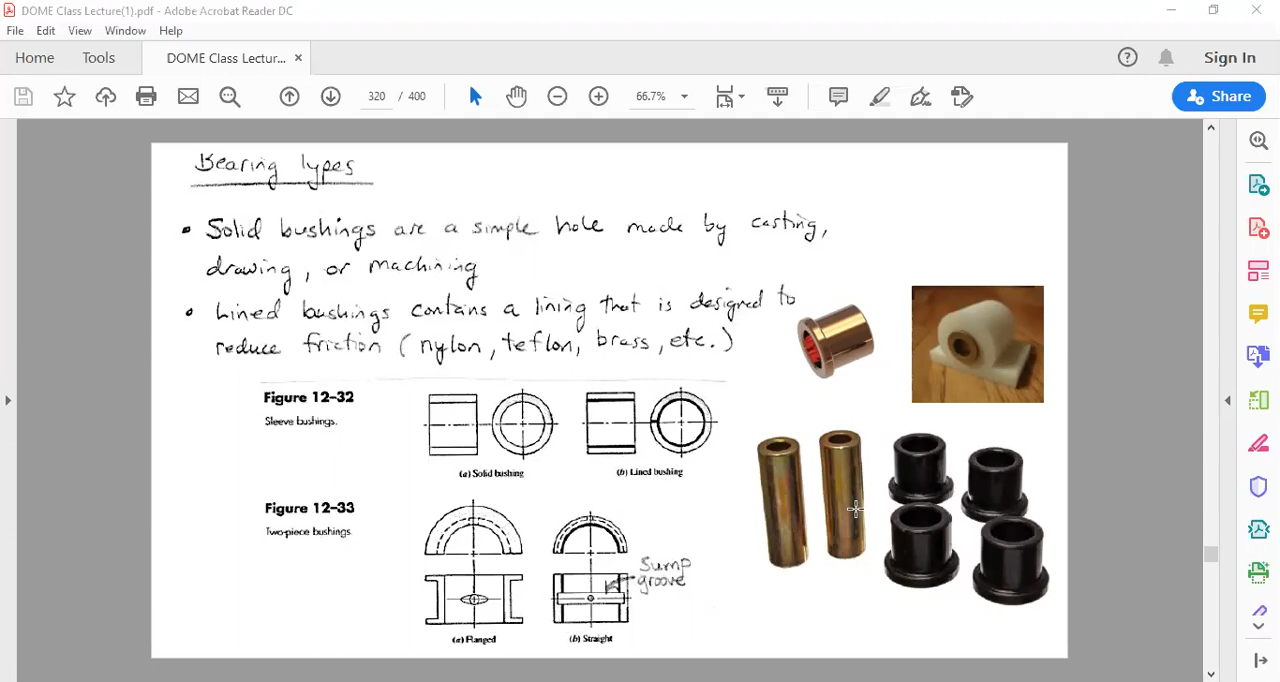 DOME Class Lecture(1).pdf - Adobe Acrobat Reader DC
File Edit View Window Help
Home Tools DOME Class Lectur... × Sign In
320 / 400 66.7% Share
Bearing types
• Solid bushings are a simple hole made by casting,
drawing, or machining
• Lined bushings contains a lining that is designed to
reduce friction (nylon, teflon, brass, etc.)
Figure 12–32
Sleeve bushings.
(a) Solid bushing (b) Lined bushing
Figure 12–33
Two-piece bushings.
Sump
groove
(a) Flanged (b) Straight